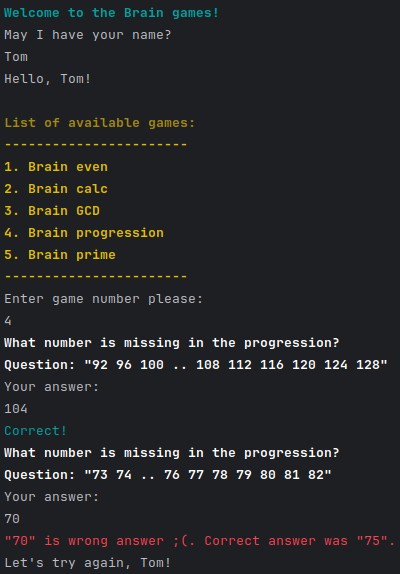 Welcome to the Brain games!
May I have your name?
Tom
Hello, Tom!
List of available games:
-----------------------
1. Brain even
2. Brain calc
3. Brain GCD
4. Brain progression
5. Brain prime
-----------------------
Enter game number please:
4
What number is missing in the progression?
Question: "92 96 100 .. 108 112 116 120 124 128"
Your answer:
104
Correct!
What number is missing in the progression?
Question: "73 74 .. 76 77 78 79 80 81 82"
Your answer:
70
"70" is wrong answer ;(. Correct answer was "75".
Let's try again, Tom!